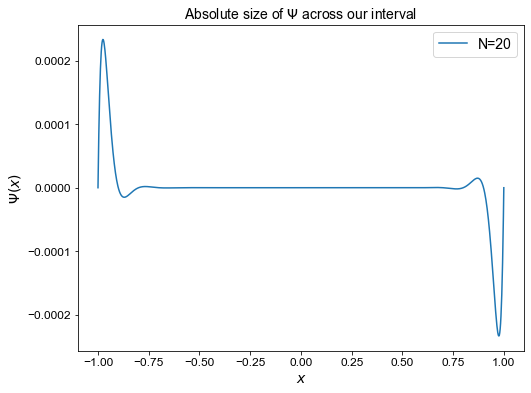 Absolute size of Ψ across our interval
N=20
0.0002
0.0001
0.0000
−0.0001
−0.0002
Ψ(x)
−1.00 −0.75 −0.50 −0.25 0.00 0.25 0.50 0.75 1.00
x